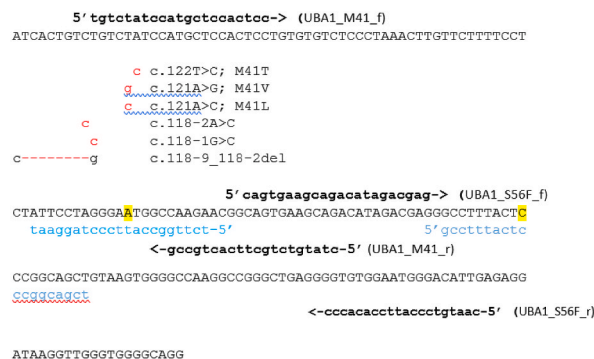 5’tgtctatccatgctccactcc-> (UBA1_M41_f)
ATCACTGTCTGTCTATCCATGCTCCACTCCTGTGTGTCTCCCTAAACTTGTTCTTTTCCT
c c.122T>C; M41T
g c.121A>G; M41V
c c.121A>C; M41L
c c.118-2A>C
c c.118-1G>C
c--------g c.118-9_118-2del
5’cagtgaagcagacatagacgag-> (UBA1_S56F_f)
CTATTCCTAGGGAATGGCCAAGAACGGCAGTGAAGCAGACATAGACGAGGGCCTTTACTC
taaggatcccttaccggttct-5’ 5’gcctttactc
<-gccgtcacttcgtctgtatc-5’ (UBA1_M41_r)
CCGGCAGCTGTAAGTGGGGCCAAGGCCGGGCTGAGGGGTGTGGAATGGGACATTGAGAGG
ccggcagct
<-cccacaccttaccctgtaac-5’ (UBA1_S56F_r)
ATAAGGTTGGGTGGGGCAGG